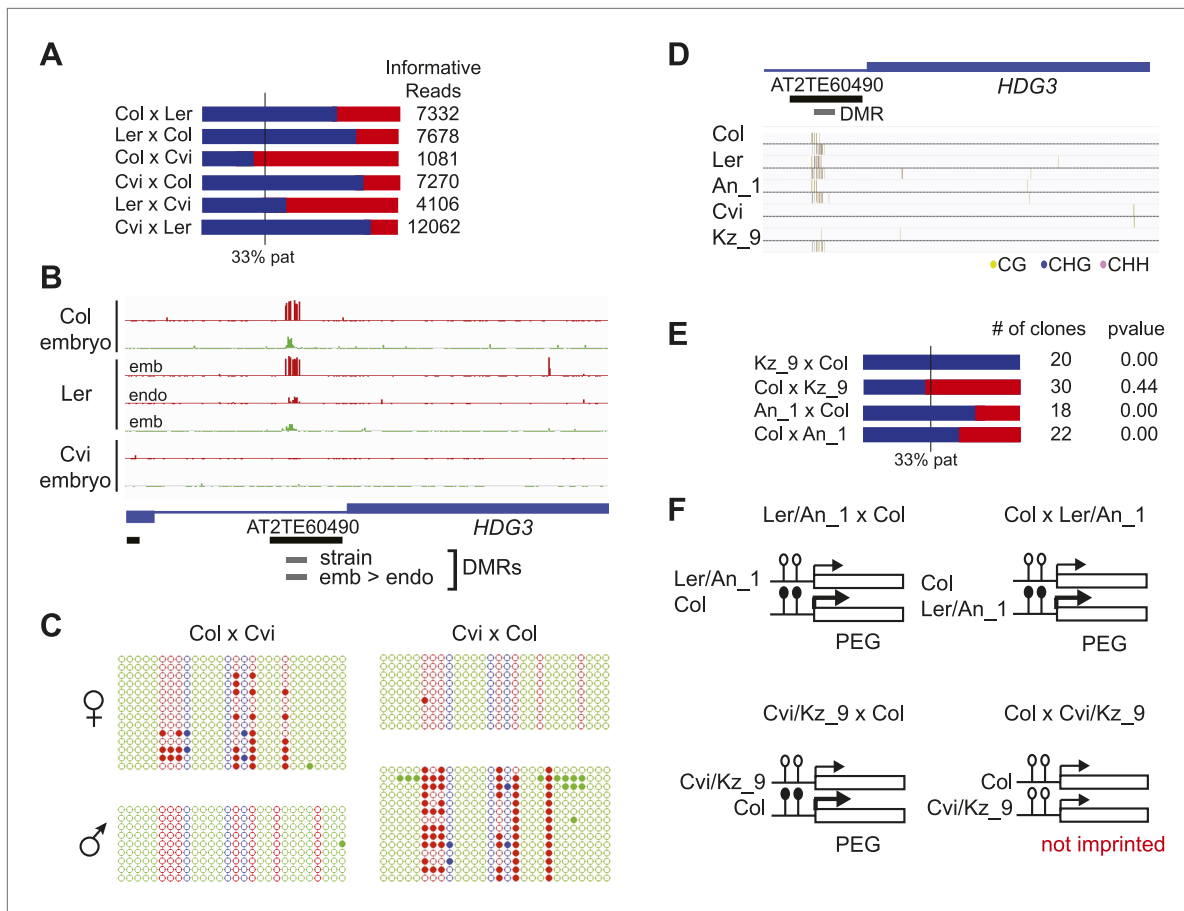 A
Informative
Reads
Col x Ler 7332
Ler x Col 7678
Col x Cvi 1081
Cvi x Col 7270
Ler x Cvi 4106
Cvi x Ler 12062
33% pat
B
Col
embryo
Ler
emb
endo
emb
Cvi
embryo
AT2TE60490
HDG3
strain
emb > endo
DMRs
C
Col x Cvi
Cvi x Col
♀
♂
D
AT2TE60490
HDG3
DMR
Col
Ler
An_1
Cvi
Kz_9
CG CHG CHH
E
# of clones pvalue
Kz_9 x Col 20 0.00
Col x Kz_9 30 0.44
An_1 x Col 18 0.00
Col x An_1 22 0.00
33% pat
F
Ler/An_1 x Col
Ler/An_1
Col
PEG
Col x Ler/An_1
Col
Ler/An_1
PEG
Cvi/Kz_9 x Col
Cvi/Kz_9
Col
PEG
Col x Cvi/Kz_9
Col
Cvi/Kz_9
not imprinted